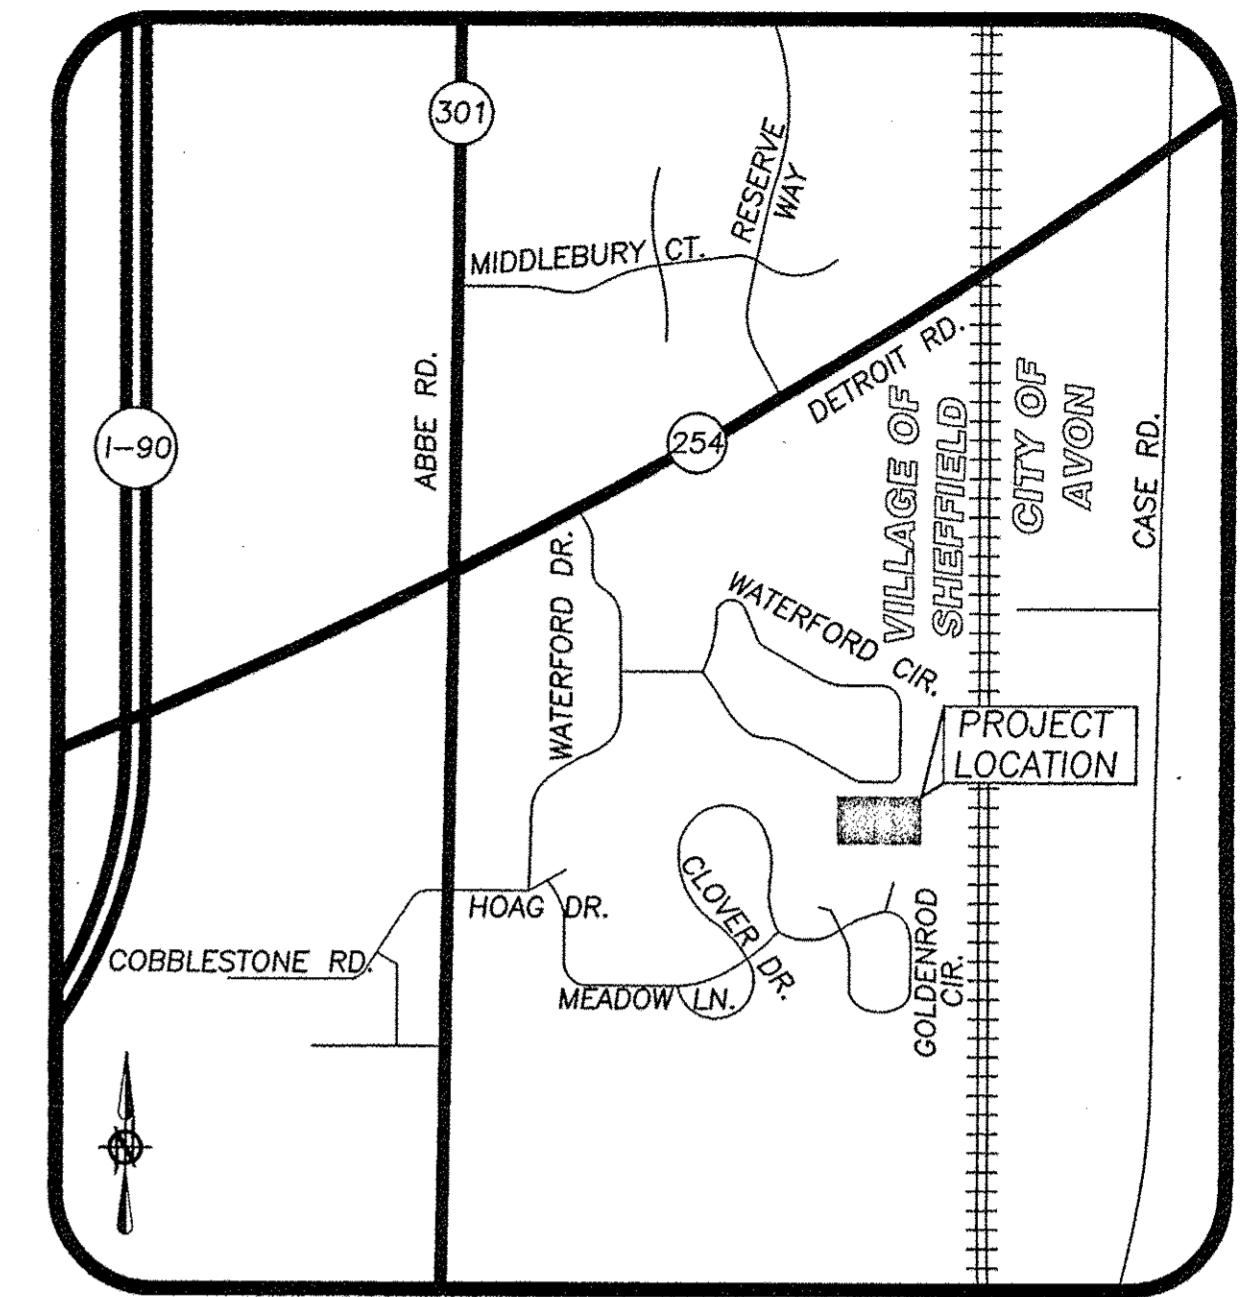 301
RESERVE
WAY
MIDDLEBURY CT.
ABBE RD.
DETROIT RD.
254
I-90
VILLAGE OF
SHEFFIELD
CITY OF
AVON
CASE RD.
WATERFORD DR.
WATERFORD CIR.
PROJECT
LOCATION
CLOVER DR.
HOAG DR.
GOLDENROD
CIR.
COBBLESTONE RD.
MEADOW LN.
N